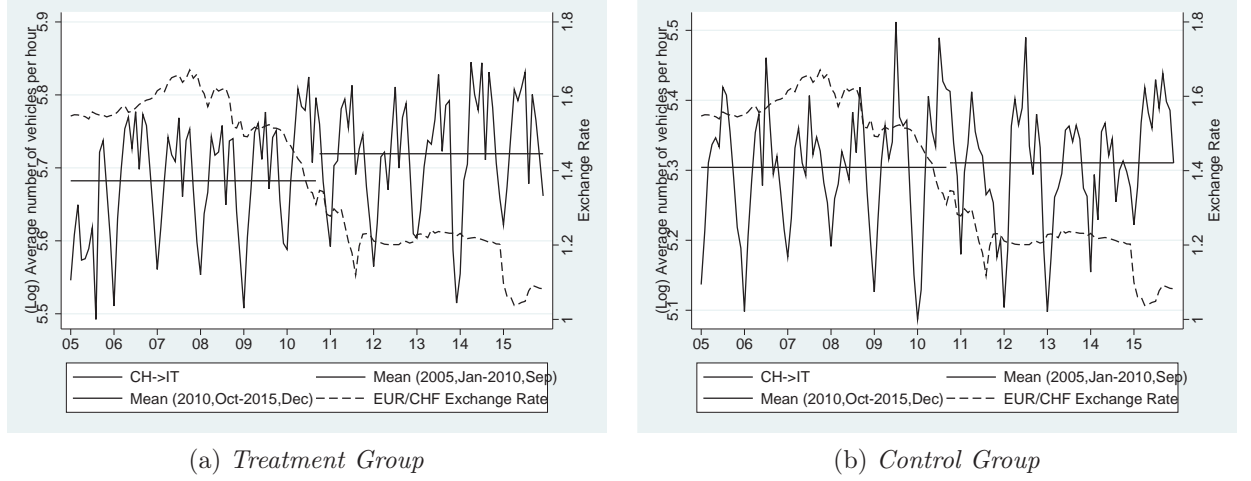 (Log) Average number of vehicles per hour
5.5 5.6 5.7 5.8 5.9
Exchange Rate
1 1.2 1.4 1.6 1.8
05 06 07 08 09 10 11 12 13 14 15
CH->IT Mean (2005,Jan-2010,Sep)
Mean (2010,Oct-2015,Dec) EUR/CHF Exchange Rate
(a) Treatment Group
(Log) Average number of vehicles per hour
5.1 5.2 5.3 5.4 5.5
Exchange Rate
1 1.2 1.4 1.6 1.8
05 06 07 08 09 10 11 12 13 14 15
CH->IT Mean (2005,Jan-2010,Sep)
Mean (2010,Oct-2015,Dec) EUR/CHF Exchange Rate
(b) Control Group